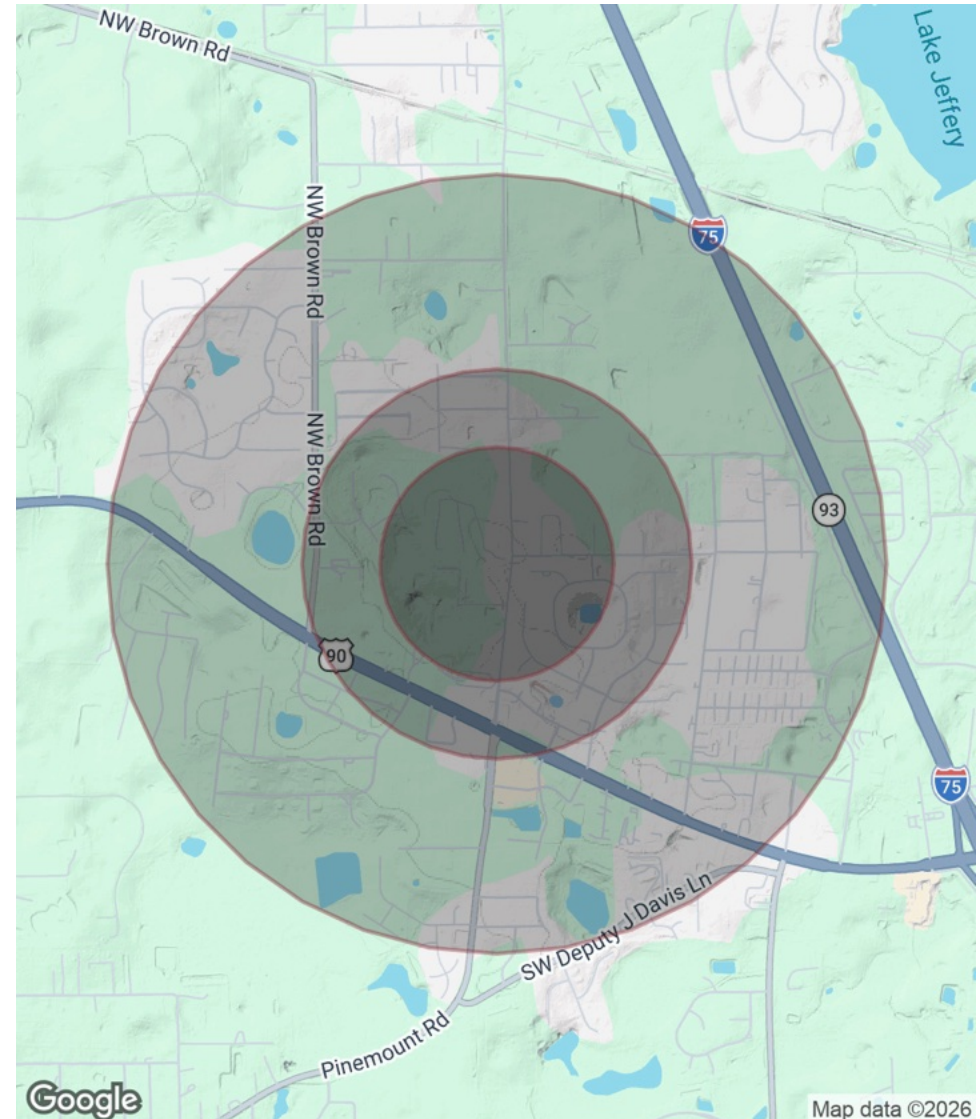 NW Brown Rd
Lake Jeffery
75
NW Brown Rd
NW Brown Rd
93
90
75
SW Deputy J Davis Ln
Pinemount Rd
Google
Map data ©2026